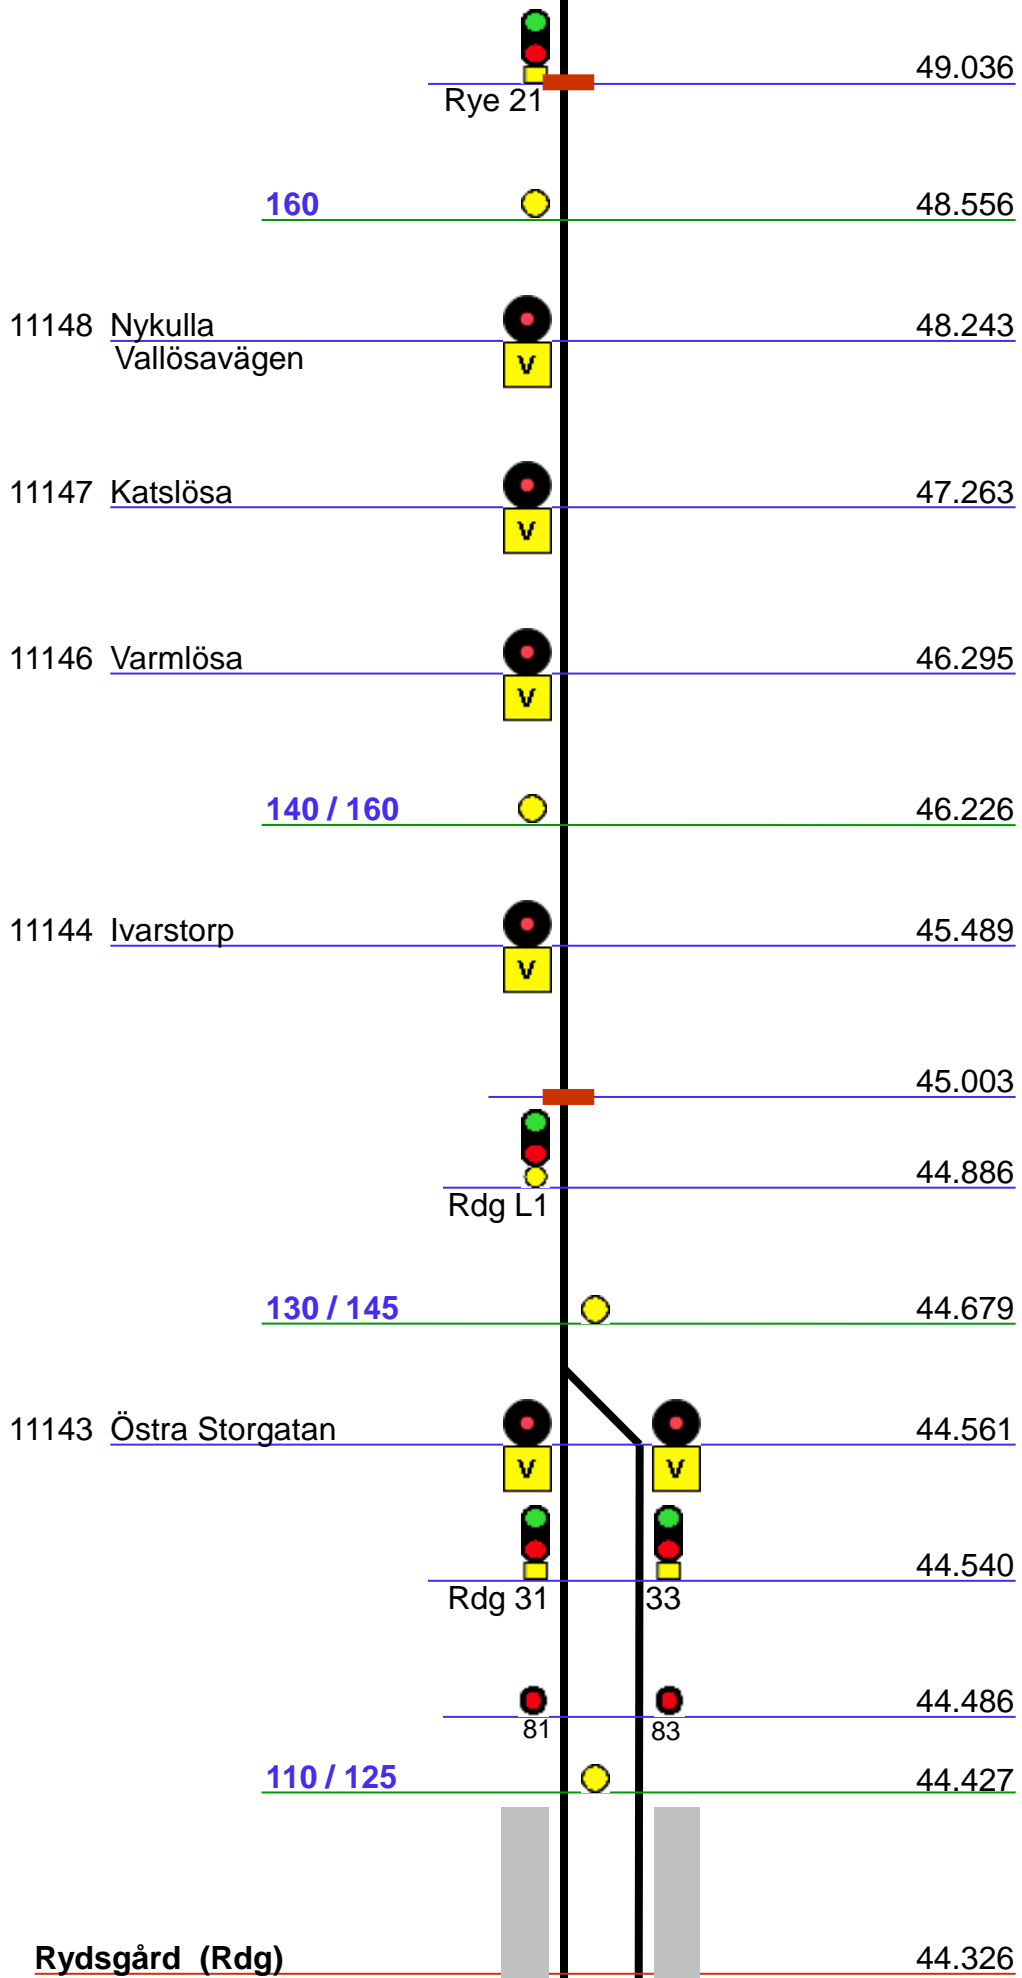 49.036
Rye 21
160 48.556
11148 Nykulla 48.243
Vallösavägen
V
11147 Katslösa 47.263
V
11146 Varmlösa 46.295
V
140 / 160 46.226
11144 Ivarstorp 45.489
V
45.003
44.886
Rdg L1
130 / 145 44.679
11143 Östra Storgatan 44.561
V V
44.540
Rdg 31 33
44.486
81 83
110 / 125 44.427
Rydsgård (Rdg) 44.326